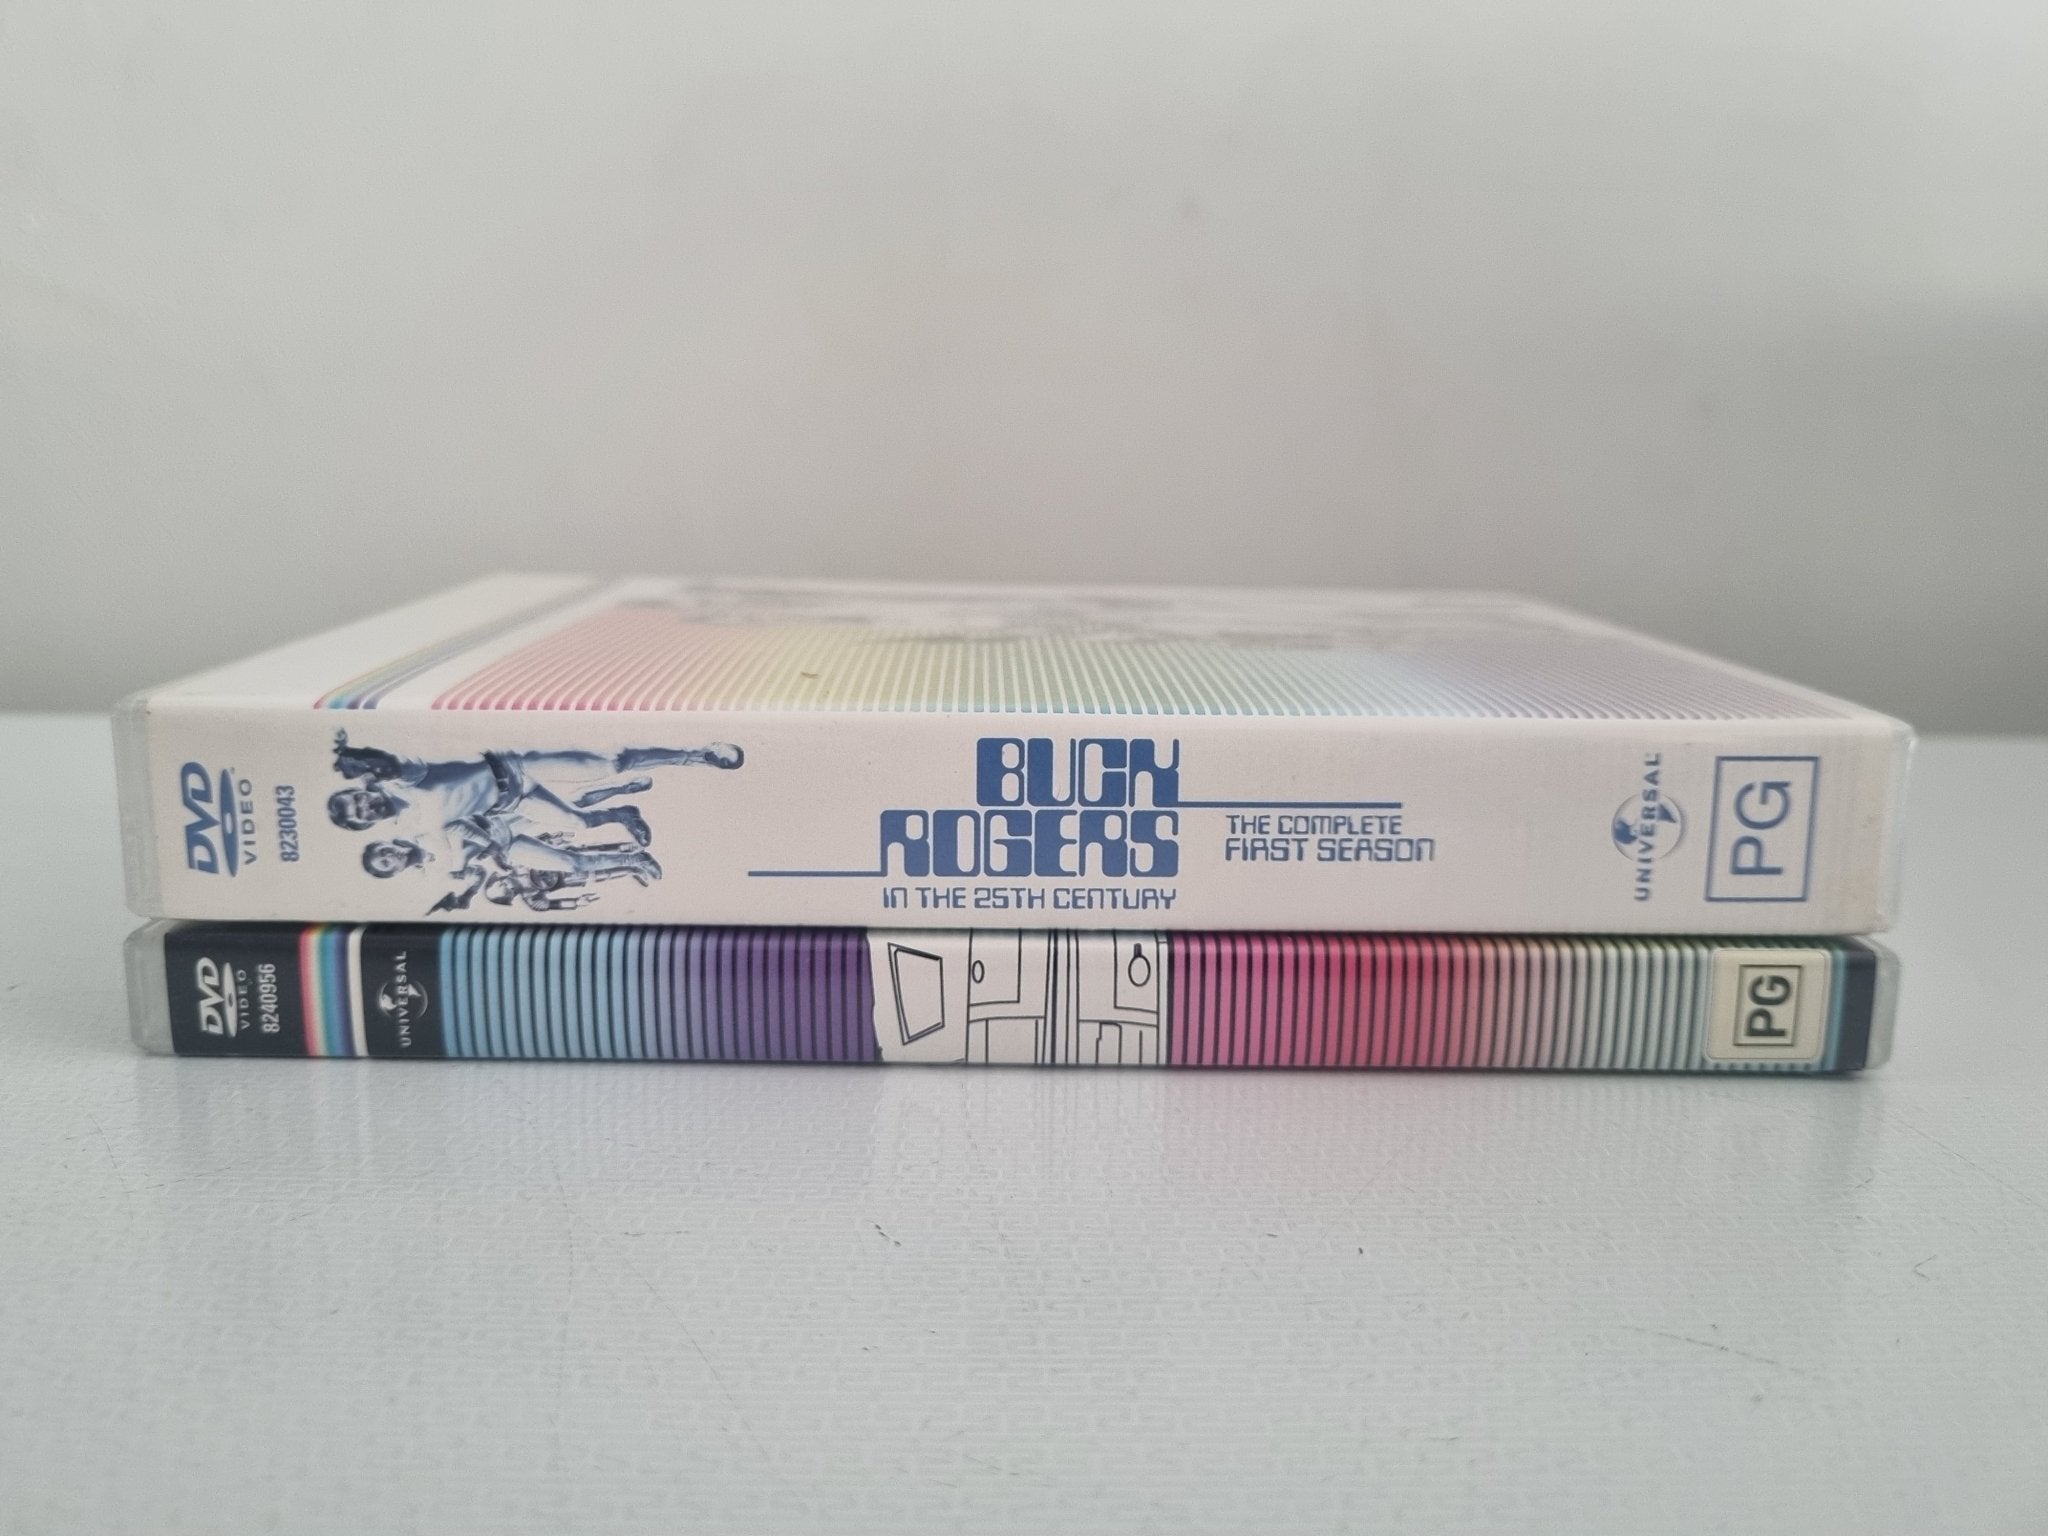 DVD
VIDEO
8230043
BUCK
ROGERS
IN THE 25TH CENTURY
THE COMPLETE
FIRST SEASON
UNIVERSAL
PG
DVD
VIDEO
8240956
UNIVERSAL
PG